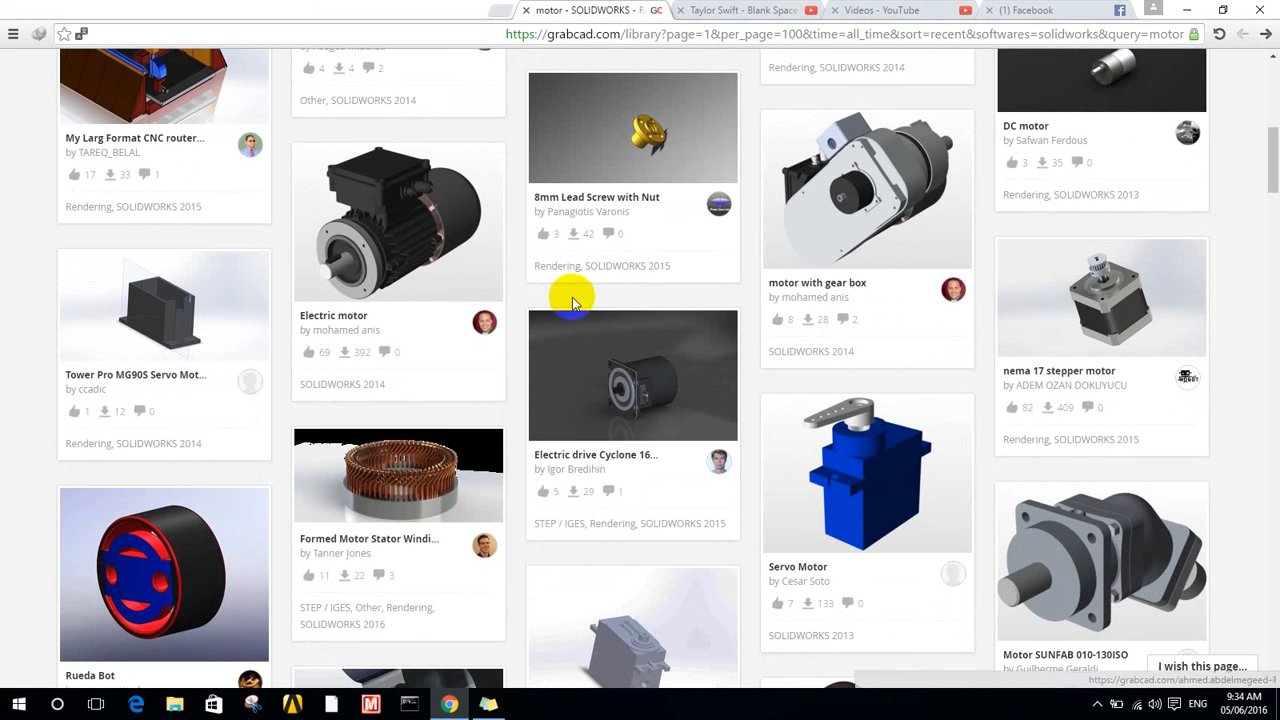 motor - SOLIDWORKS - R GC
Taylor Swift - Blank Space
Videos - YouTube
(1) Facebook
https://grabcad.com/library?page=1&per_page=100&time=all_time&sort=recent&softwares=solidworks&query=motor
My Larg Format CNC router...
by TAREQ_BELAL
17 33 1
Rendering, SOLIDWORKS 2015
Tower Pro MG90S Servo Mot...
by ccadic
1 12 0
Rendering, SOLIDWORKS 2014
Rueda Bot
4 4 2
Other, SOLIDWORKS 2014
Electric motor
by mohamed anis
69 392 0
SOLIDWORKS 2014
Formed Motor Stator Windi...
by Tanner Jones
11 22 3
STEP / IGES, Other, Rendering,
SOLIDWORKS 2016
8mm Lead Screw with Nut
by Panagiotis Varonis
3 42 0
Rendering, SOLIDWORKS 2015
Electric drive Cyclone 16...
by Igor Bredihin
5 29 1
STEP / IGES, Rendering, SOLIDWORKS 2015
Rendering, SOLIDWORKS 2014
motor with gear box
by mohamed anis
8 28 2
SOLIDWORKS 2014
Servo Motor
by Cesar Soto
7 133 0
SOLIDWORKS 2013
DC motor
by Safwan Ferdous
3 35 0
Rendering, SOLIDWORKS 2013
nema 17 stepper motor
by ADEM OZAN DOKUYUCU
82 409 0
Rendering, SOLIDWORKS 2015
Motor SUNFAB 010-130ISO
by Guilherme Geraldi
I wish this page...
https://grabcad.com/ahmed.abdelmegeed-
ENG
9:34 AM
05/06/2016